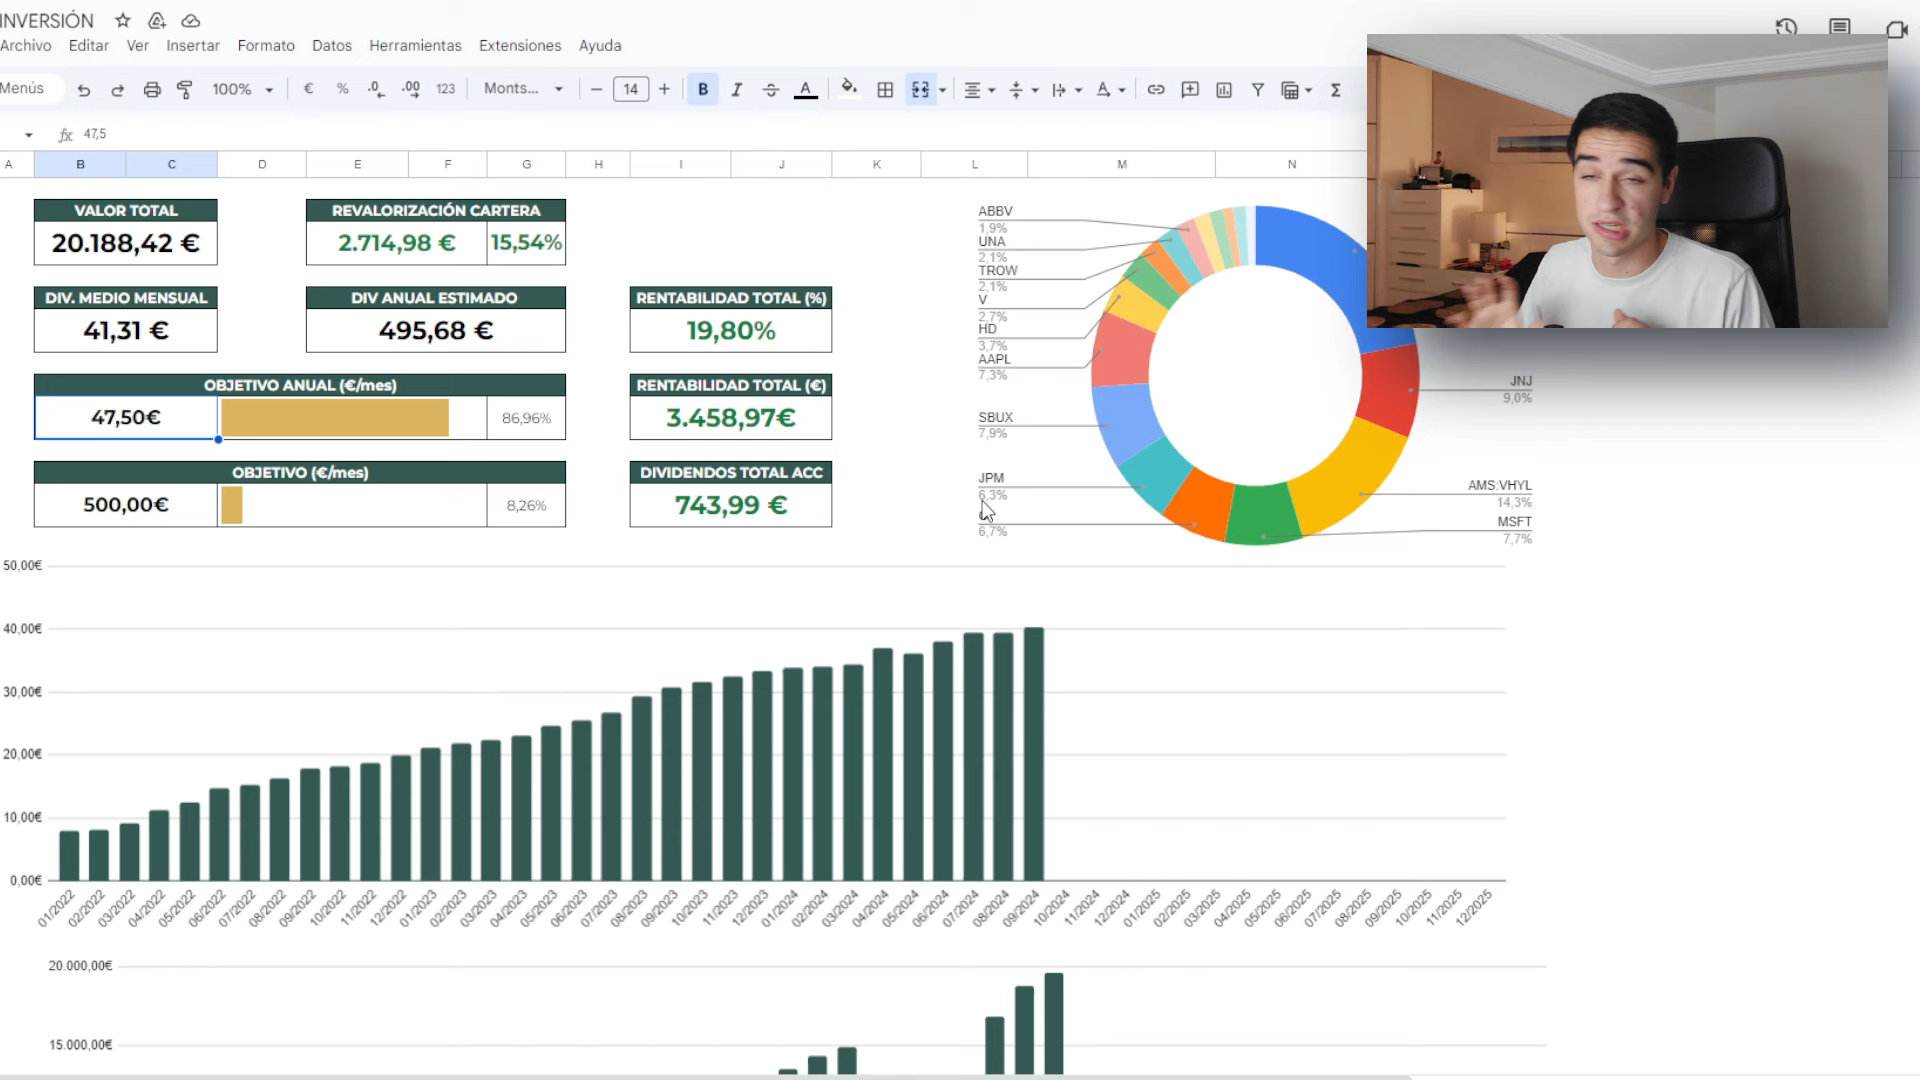 INVERSIÓN
Archivo Editar Ver Insertar Formato Datos Herramientas Extensiones Ayuda
Menús 100% € % .0 .00 123 Monts... 14 B I A Σ
fx 47,5
A B C D E F G H I J K L M N
VALOR TOTAL
20.188,42 €
REVALORIZACIÓN CARTERA
2.714,98 € 15,54%
DIV. MEDIO MENSUAL
41,31 €
DIV ANUAL ESTIMADO
495,68 €
RENTABILIDAD TOTAL (%)
19,80%
OBJETIVO ANUAL (€/mes)
47,50€ 86,96%
RENTABILIDAD TOTAL (€)
3.458,97€
OBJETIVO (€/mes)
500,00€ 8,26%
DIVIDENDOS TOTAL ACC
743,99 €
ABBV
1,9%
UNA
2,1%
TROW
2,1%
V
2,7%
HD
3,7%
AAPL
7,3%
SBUX
7,9%
JPM
6,3%
6,7%
JNJ
9,0%
AMS:VHYL
14,3%
MSFT
7,7%
50,00€
40,00€
30,00€
20,00€
10,00€
0,00€
01/2022 02/2022 03/2022 04/2022 05/2022 06/2022 07/2022 08/2022 09/2022 10/2022 11/2022 12/2022 01/2023 02/2023 03/2023 04/2023 05/2023 06/2023 07/2023 08/2023 09/2023 10/2023 11/2023 12/2023 01/2024 02/2024 03/2024 04/2024 05/2024 06/2024 07/2024 08/2024 09/2024 10/2024 11/2024 12/2024 01/2025 02/2025 03/2025 04/2025 05/2025 06/2025 07/2025 08/2025 09/2025 10/2025 11/2025 12/2025
20.000,00€
15.000,00€